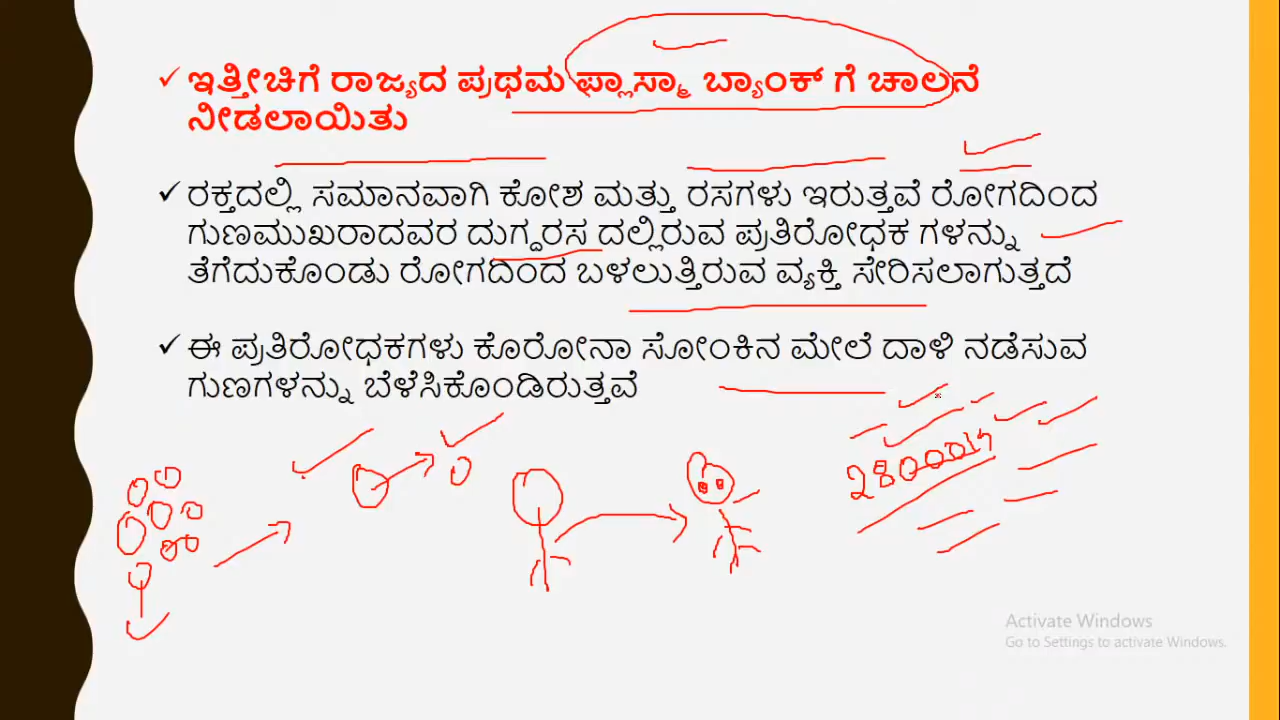 ಇತ್ತೀಚಿಗೆ ರಾಜ್ಯದ ಪ್ರಥಮ ಪ್ಲಾಸ್ಮಾ ಬ್ಯಾಂಕ್ ಗೆ ಚಾಲನೆ
ನೀಡಲಾಯಿತು
ರಕ್ತದಲ್ಲಿ ಸಮಾನವಾಗಿ ಕೋಶ ಮತ್ತು ರಸಗಳು ಇರುತ್ತವೆ ರೋಗದಿಂದ
ಗುಣಮುಖರಾದವರ ದುಗ್ದರಸ ದಲ್ಲಿರುವ ಪ್ರತಿರೋಧಕ ಗಳನ್ನು
ತೆಗೆದುಕೊಂಡು ರೋಗದಿಂದ ಬಳಲುತ್ತಿರುವ ವ್ಯಕ್ತಿ ಸೇರಿಸಲಾಗುತ್ತದೆ
ಈ ಪ್ರತಿರೋಧಕಗಳು ಕೊರೋನಾ ಸೋಂಕಿನ ಮೇಲೆ ದಾಳಿ ನಡೆಸುವ
ಗುಣಗಳನ್ನು ಬೆಳೆಸಿಕೊಂಡಿರುತ್ತವೆ
Activate Windows
Go to Settings to activate Windows.